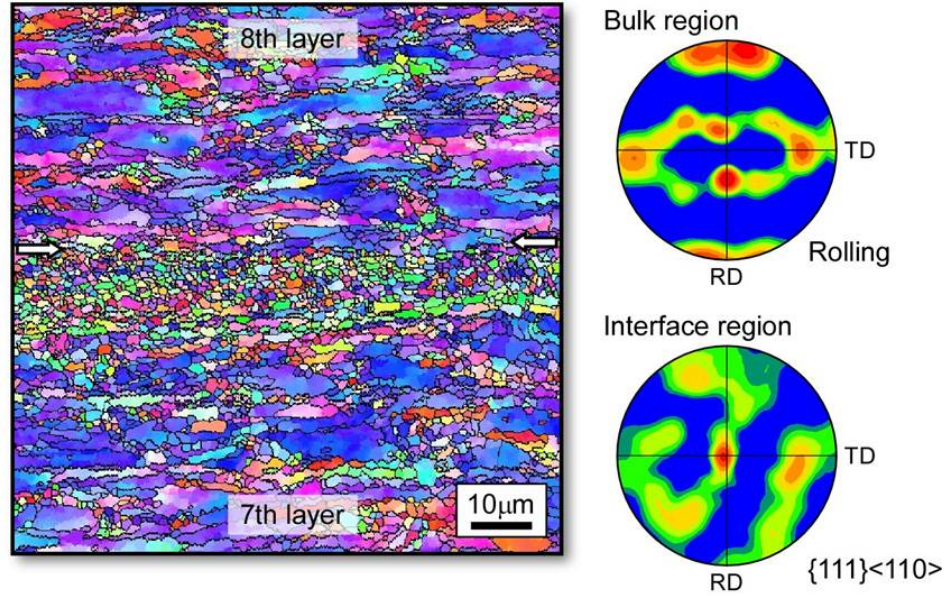 8th layer
7th layer
10μm
Bulk region
TD
Rolling
RD
Interface region
TD
RD
{111}<110>